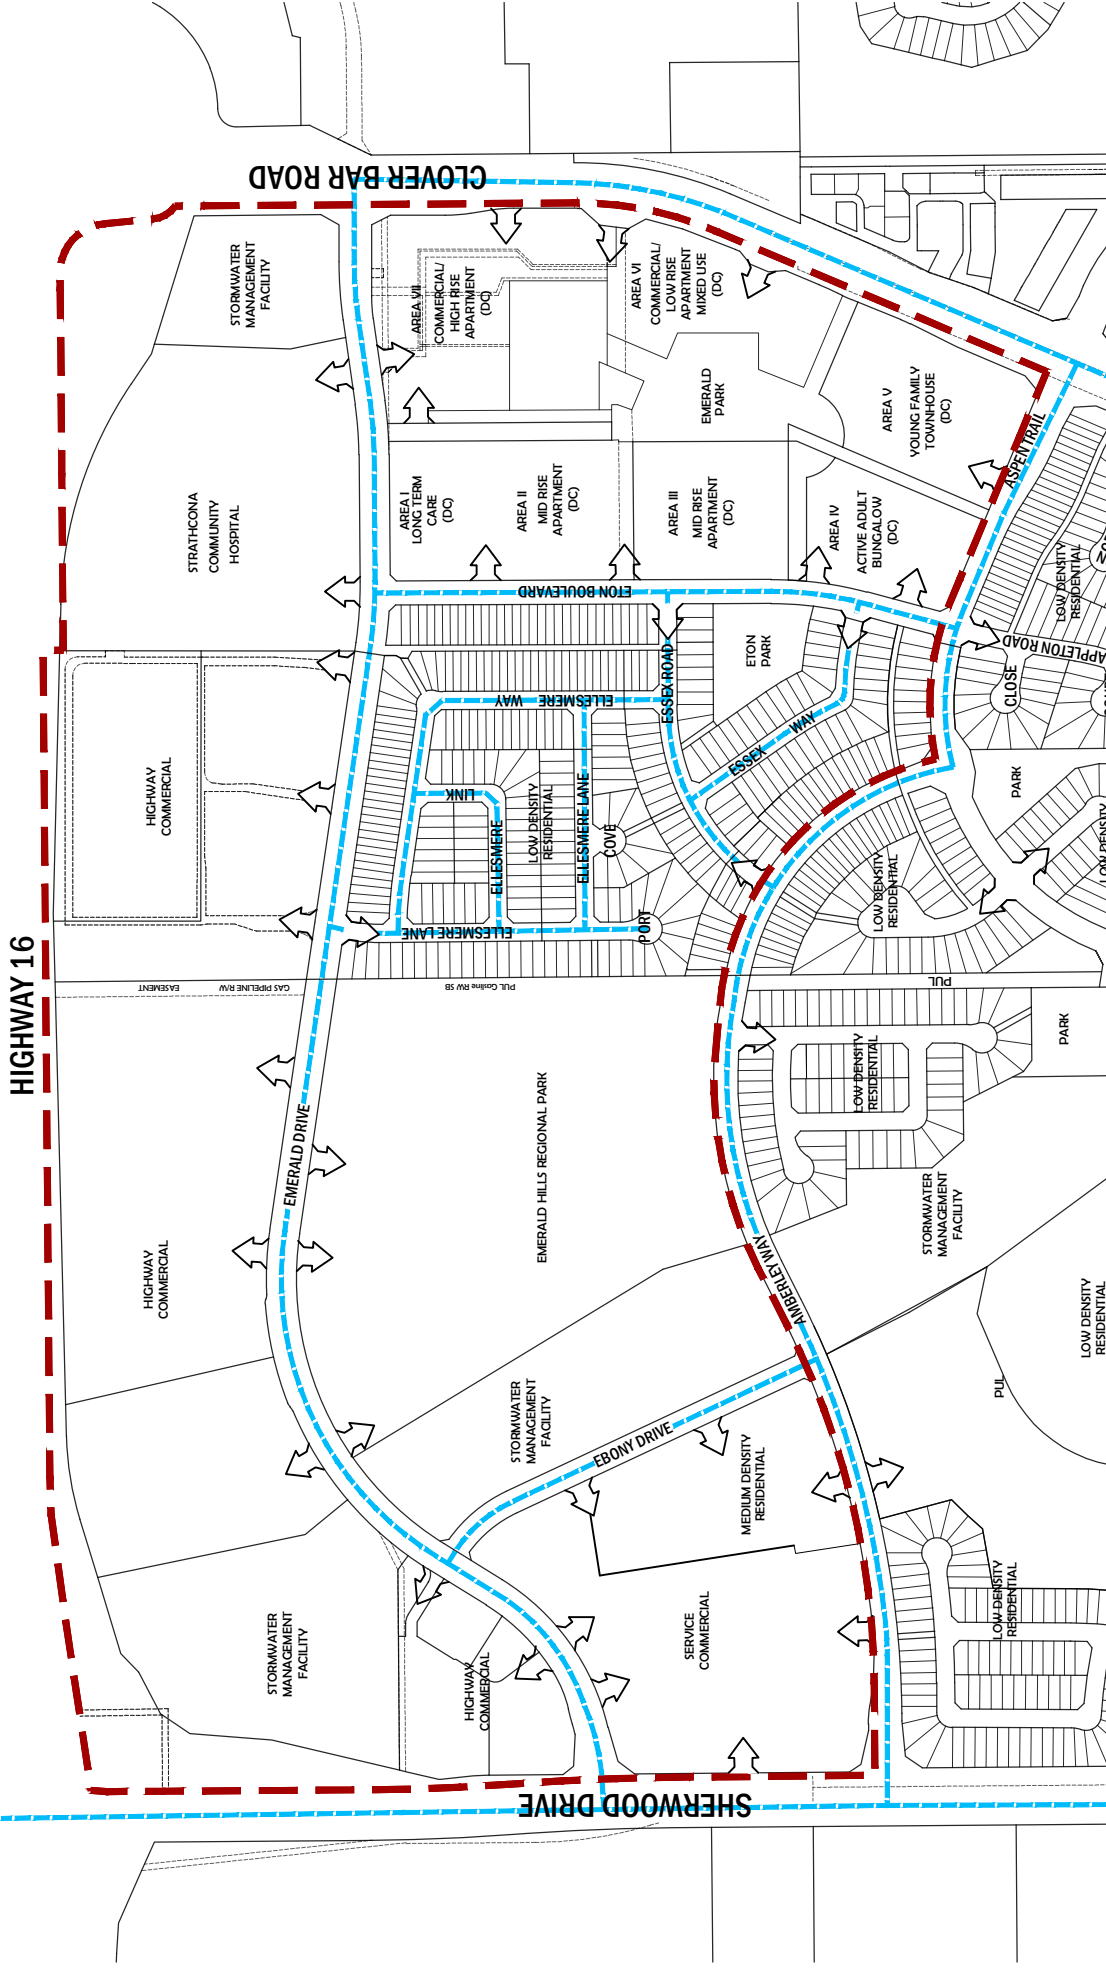 CLOVER BAR ROAD
STORMWATER
MANAGEMENT
FACILITY
AREA VII
COMMERCIAL/
HIGH RISE
APARTMENT
(DC)
AREA VI
COMMERCIAL/
LOW RISE
APARTMENT
MIXED USE
(DC)
EMERALD
PARK
AREA V
YOUNG FAMILY
TOWNHOUSE
(DC)
ASPEN TRAIL
STRATHCONA
COMMUNITY
HOSPITAL
AREA I
LONG TERM
CARE
(DC)
AREA II
MID RISE
APARTMENT
(DC)
AREA III
MID RISE
APARTMENT
(DC)
AREA IV
ACTIVE ADULT
BUNGALOW
(DC)
LOW DENSITY
RESIDENTIAL
ETON BOULEVARD
APPLETON ROAD
ETON
PARK
ESSEX ROAD
CLOSE
ELLESMERE WAY
ESSEX WAY
HIGHWAY
COMMERCIAL
LINK
ELLESMERE
LOW DENSITY
RESIDENTIAL
ELLESMERE LANE
COVE
PARK
LOW DENSITY
LOW DENSITY
RESIDENTIAL
PORT
ELLESMERE LANE
HIGHWAY 16
EASEMENT
GAS PIPELINE R/W
PUL Gasline RW SB
PUL
PARK
LOW DENSITY
RESIDENTIAL
EMERALD DRIVE
EMERALD HILLS REGIONAL PARK
STORMWATER
MANAGEMENT
FACILITY
HIGHWAY
COMMERCIAL
AMBERLEY WAY
LOW DENSITY
RESIDENTIAL
PUL
STORMWATER
MANAGEMENT
FACILITY
EBONY DRIVE
MEDIUM DENSITY
RESIDENTIAL
LOW DENSITY
RESIDENTIAL
STORMWATER
MANAGEMENT
FACILITY
HIGHWAY
COMMERCIAL
SERVICE
COMMERCIAL
SHERWOOD DRIVE